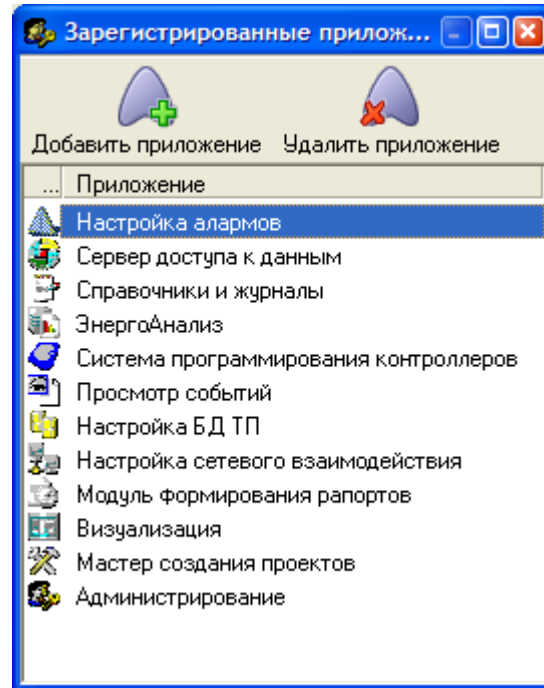 Зарегистрированные прилож...
Добавить приложение Удалить приложение
... Приложение
Настройка алармов
Сервер доступа к данным
Справочники и журналы
ЭнергоАнализ
Система программирования контроллеров
Просмотр событий
Настройка БД ТП
Настройка сетевого взаимодействия
Модуль формирования рапортов
Визуализация
Мастер создания проектов
Администрирование